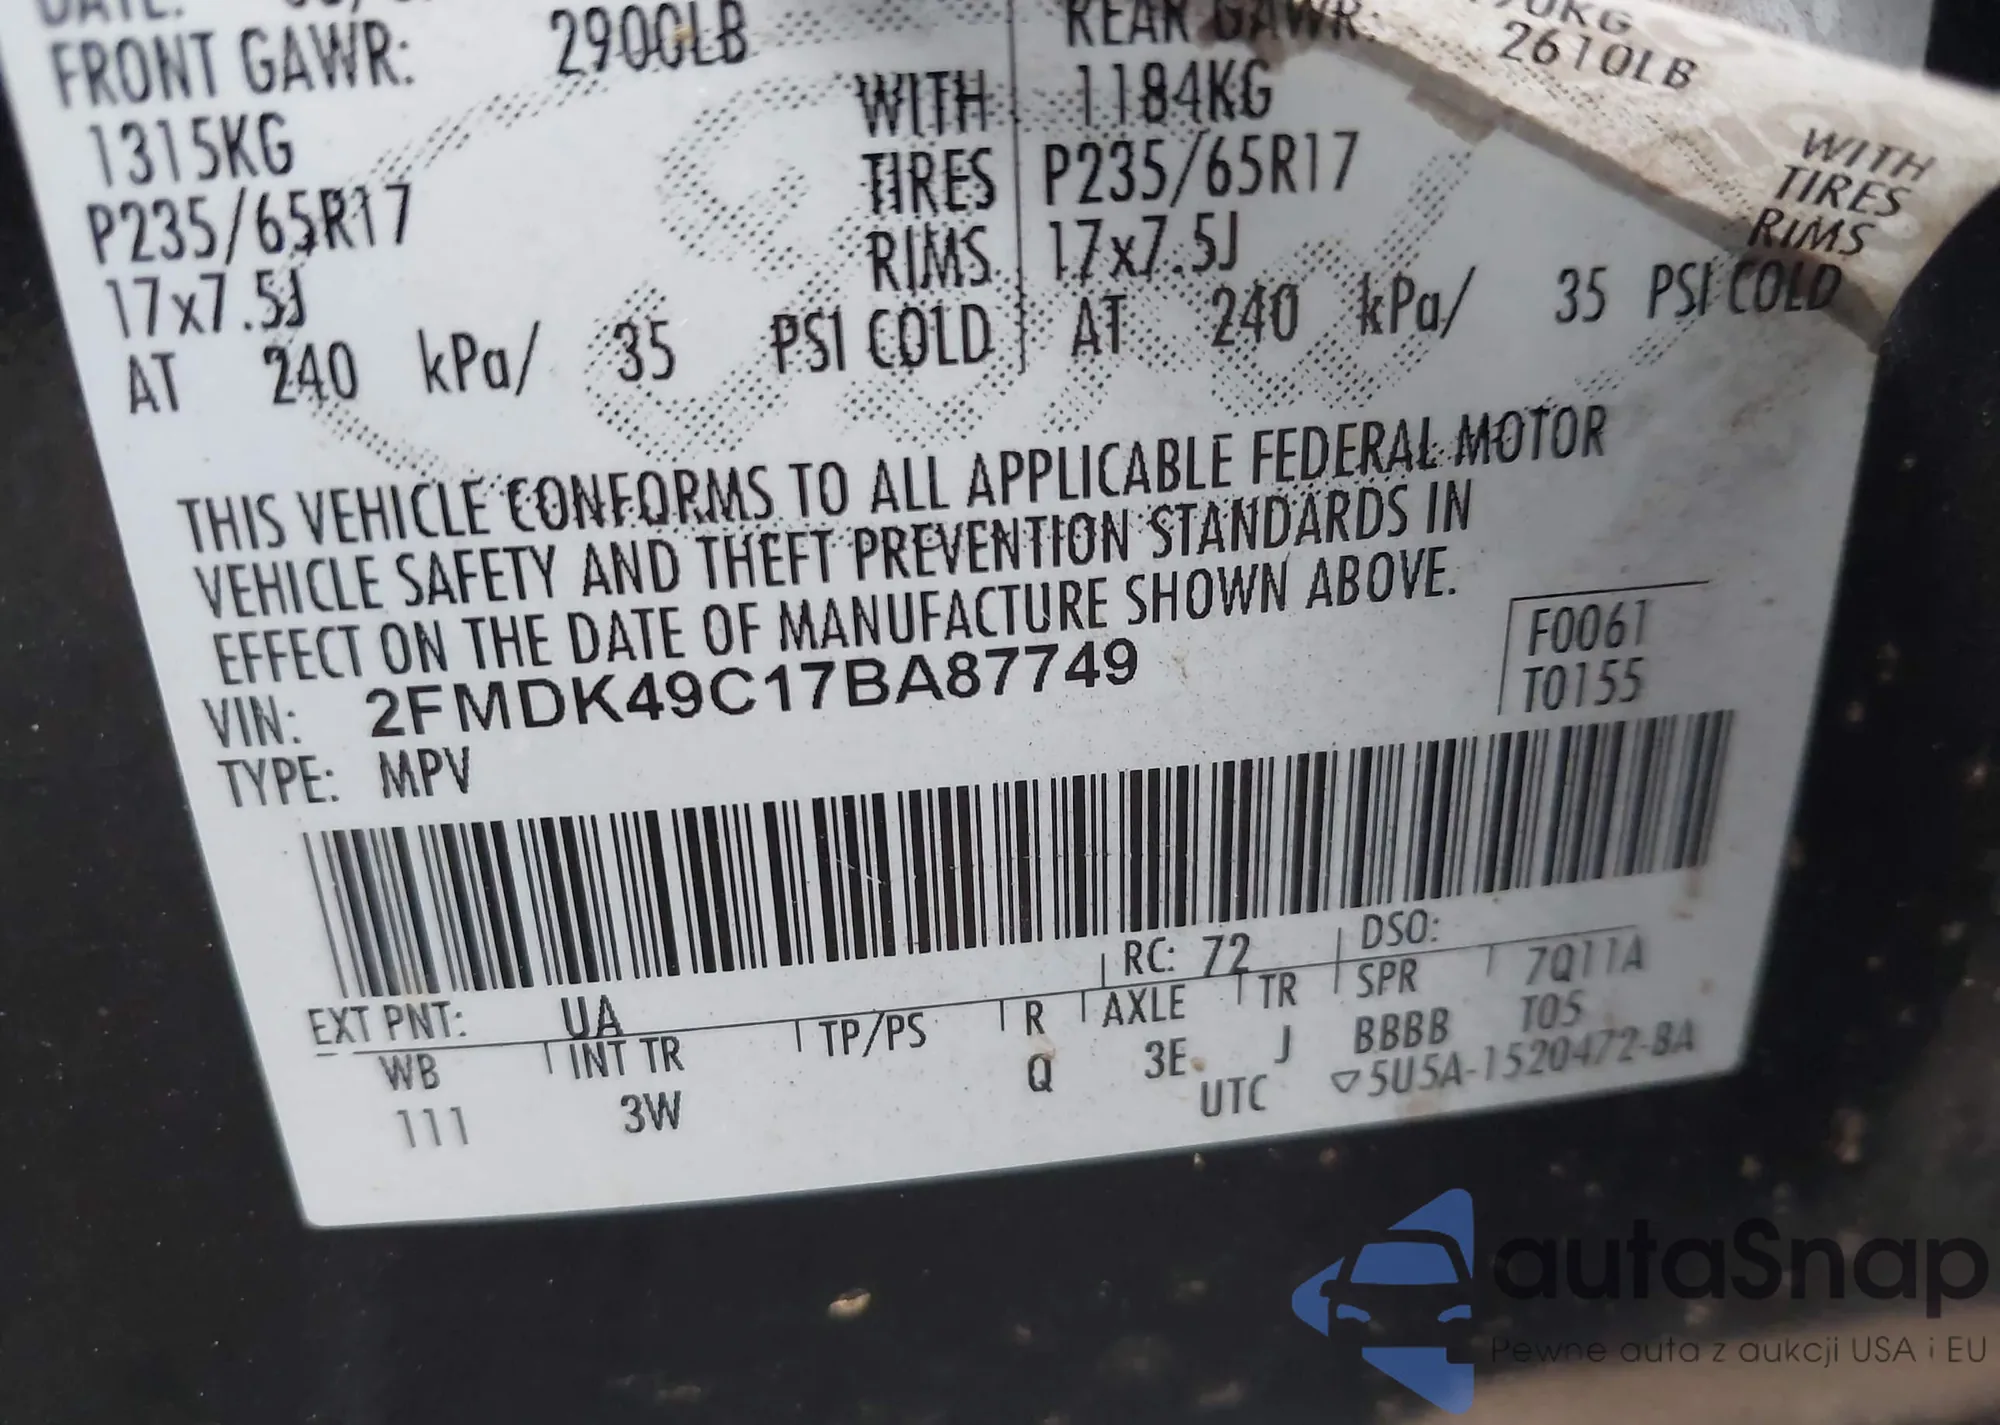 DATE:
FRONT GAWR: 2900LB
1315KG WITH
P235/65R17 TIRES
17x7.5J RIMS
AT 240 kPa/ 35 PSI COLD
REAR GAWR:
1184KG
P235/65R17
17x7.5J
AT 240 kPa/ 35 PSI COLD
2610LB
WITH
TIRES
RIMS
THIS VEHICLE CONFORMS TO ALL APPLICABLE FEDERAL MOTOR
VEHICLE SAFETY AND THEFT PREVENTION STANDARDS IN
EFFECT ON THE DATE OF MANUFACTURE SHOWN ABOVE.
VIN: 2FMDK49C17BA87749
TYPE: MPV
F0061
T0155
EXT PNT: UA RC: 72 DSO:
WB INT TR TP/PS R AXLE TR SPR 7Q11A
111 3W Q 3E J BBBB T05
UTC ▽5U5A-1520472-BA
autaSnap
Pewne auta z aukcji USA i EU